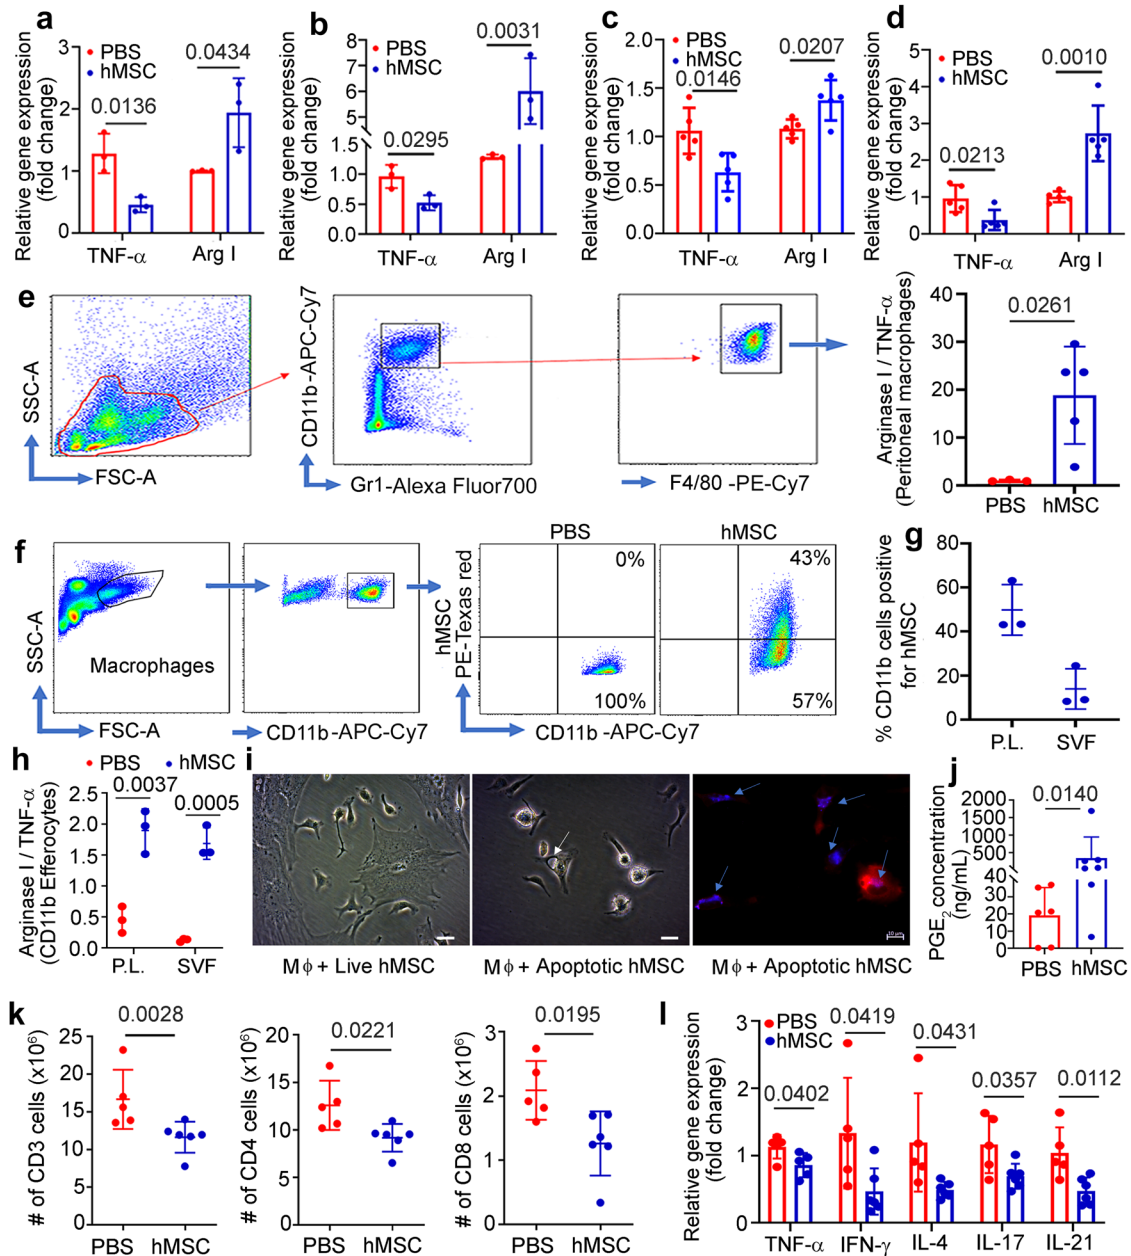 a
PBS
hMSC
0.0434
0.0136
3
2
1
0
Relative gene expression
(fold change)
TNF-α
Arg I
b
PBS
hMSC
0.0031
0.0295
8
7
6
5
1.5
1.0
0.5
0.0
Relative gene expression
(fold change)
TNF-α
Arg I
c
PBS
hMSC
0.0146
0.0207
2.0
1.5
1.0
0.5
0.0
Relative gene expression
(fold change)
TNF-α
Arg I
d
PBS
hMSC
0.0010
0.0213
5
4
3
2
1
0
Relative gene expression
(fold change)
TNF-α
Arg I
e
SSC-A
FSC-A
CD11b-APC-Cy7
Gr1-Alexa Fluor700
F4/80 -PE-Cy7
0.0261
40
30
20
10
0
Arginase I / TNF-α
(Peritoneal macrophages)
PBS
hMSC
f
SSC-A
Macrophages
FSC-A
CD11b-APC-Cy7
PBS
hMSC
0%
43%
100%
57%
hMSC
PE-Texas red
CD11b -APC-Cy7
g
80
60
40
20
0
% CD11b cells positive
for hMSC
P.L.
SVF
h
PBS
hMSC
0.0037
0.0005
2.5
2.0
1.5
1.0
0.5
0.0
Arginase I / TNF-α
(CD11b Efferocytes)
P.L.
SVF
i
10 μm
Mϕ + Live hMSC
Mϕ + Apoptotic hMSC
Mϕ + Apoptotic hMSC
j
0.0140
2000
1500
1000
500
40
30
20
10
0
PGE2 concentration
(ng/mL)
PBS
hMSC
k
0.0028
25
20
15
10
5
0
# of CD3 cells (x10⁶)
PBS
hMSC
0.0221
20
15
10
5
0
# of CD4 cells (x10⁶)
PBS
hMSC
0.0195
3
2
1
0
# of CD8 cells (x10⁶)
PBS
hMSC
l
PBS
hMSC
0.0402
0.0419
0.0431
0.0357
0.0112
3
2
1
0
Relative gene expression
(fold change)
TNF-α
IFN-γ
IL-4
IL-17
IL-21